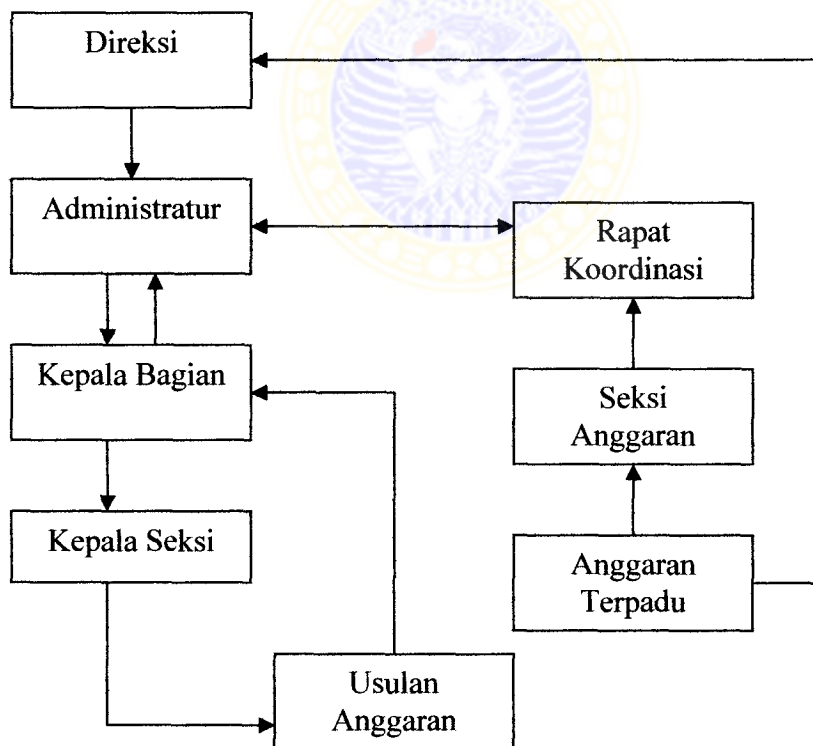 Direksi
Administratur
Rapat
Koordinasi
Kepala Bagian
Seksi
Anggaran
Kepala Seksi
Anggaran
Terpadu
Usulan
Anggaran